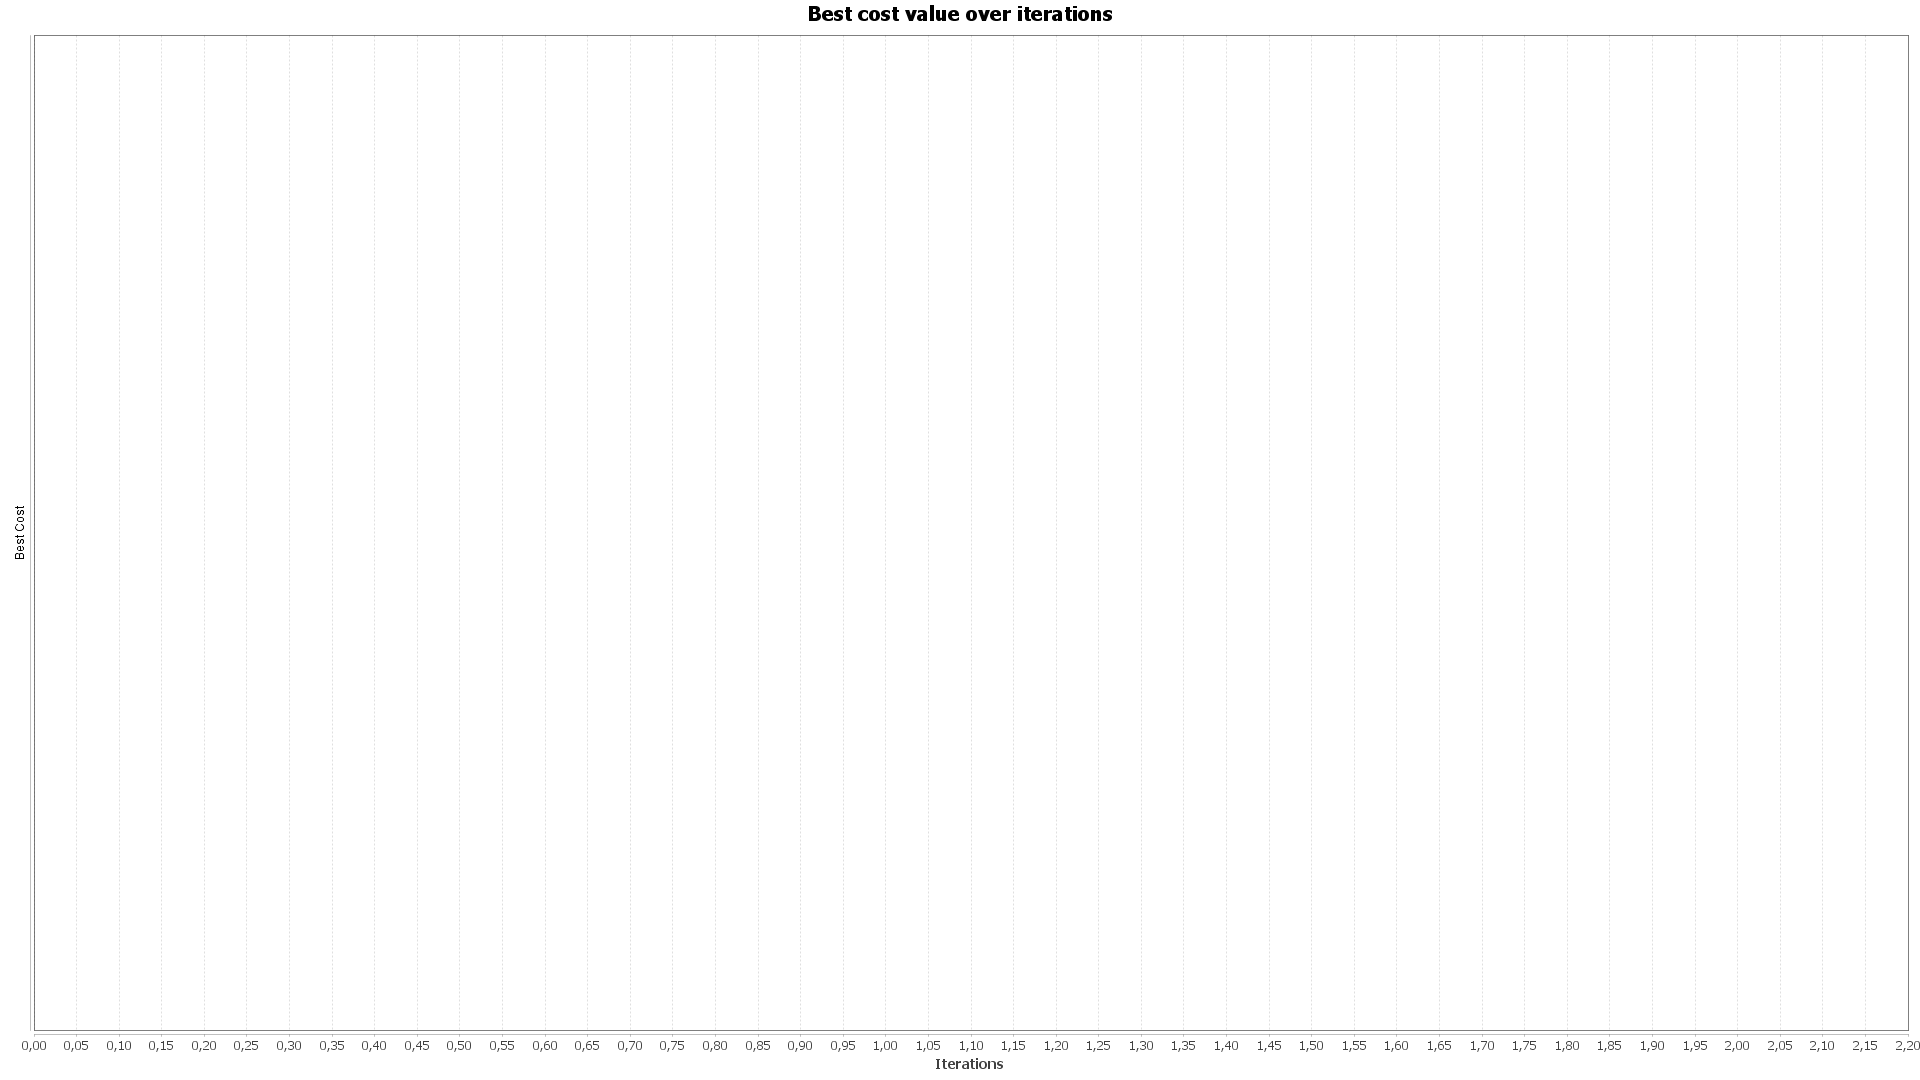 Best cost value over iterations
Best Cost
0,00 0,05 0,10 0,15 0,20 0,25 0,30 0,35 0,40 0,45 0,50 0,55 0,60 0,65 0,70 0,75 0,80 0,85 0,90 0,95 1,00 1,05 1,10 1,15 1,20 1,25 1,30 1,35 1,40 1,45 1,50 1,55 1,60 1,65 1,70 1,75 1,80 1,85 1,90 1,95 2,00 2,05 2,10 2,15 2,20
Iterations